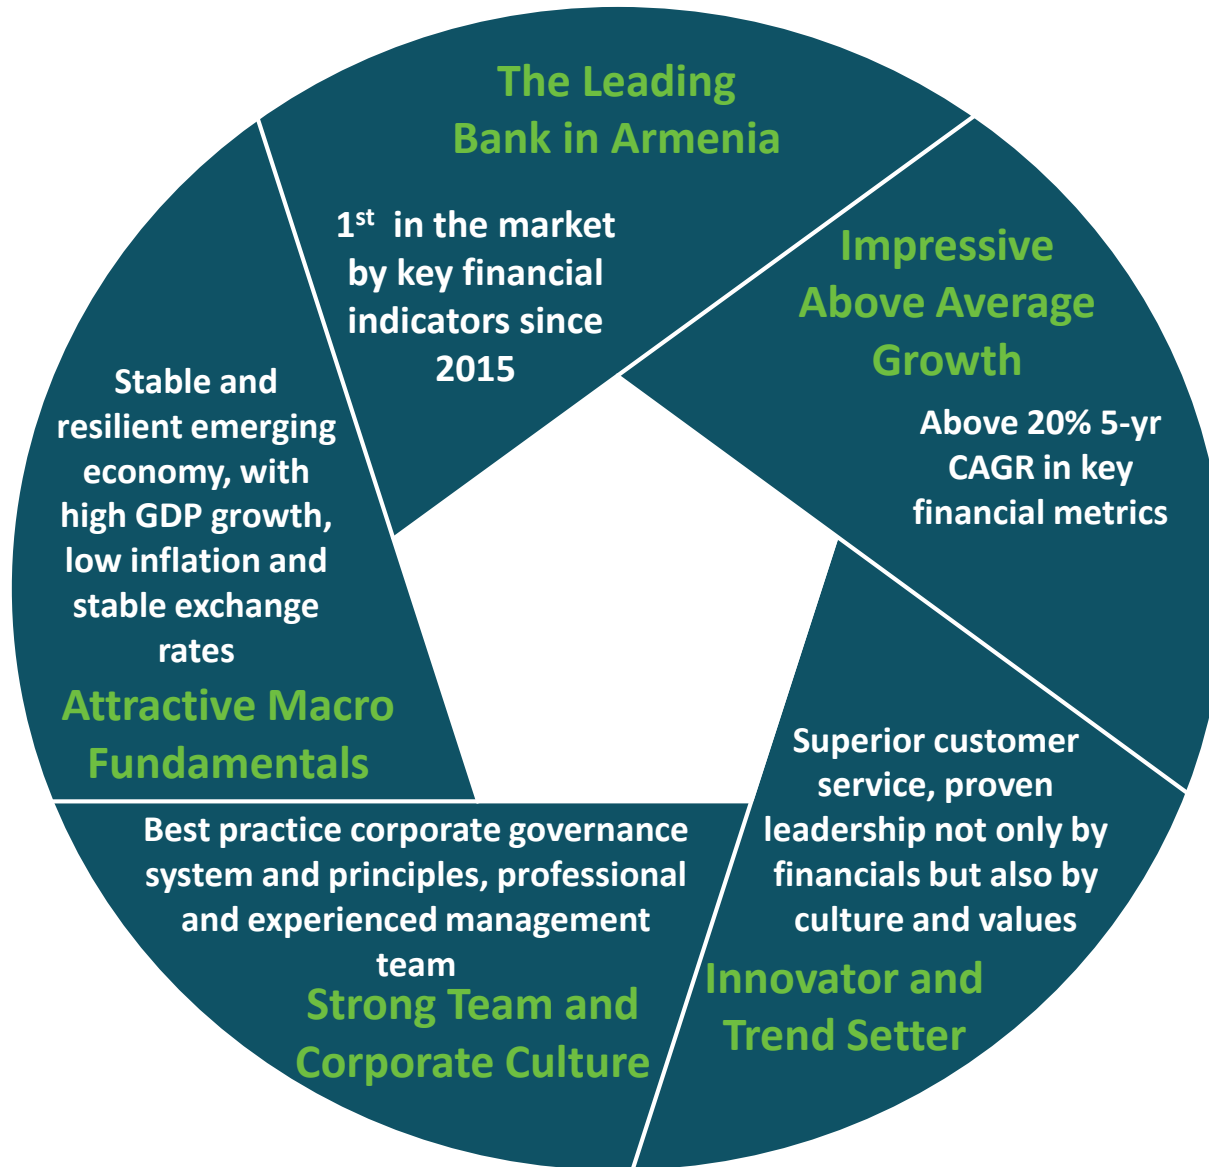 The Leading
Bank in Armenia
1st in the market
by key financial
indicators since
2015
Impressive
Above Average
Growth
Above 20% 5-yr
CAGR in key
financial metrics
Superior customer
service, proven
leadership not only by
financials but also by
culture and values
Innovator and
Trend Setter
Best practice corporate governance
system and principles, professional
and experienced management
team
Strong Team and
Corporate Culture
Stable and
resilient emerging
economy, with
high GDP growth,
low inflation and
stable exchange
rates
Attractive Macro
Fundamentals